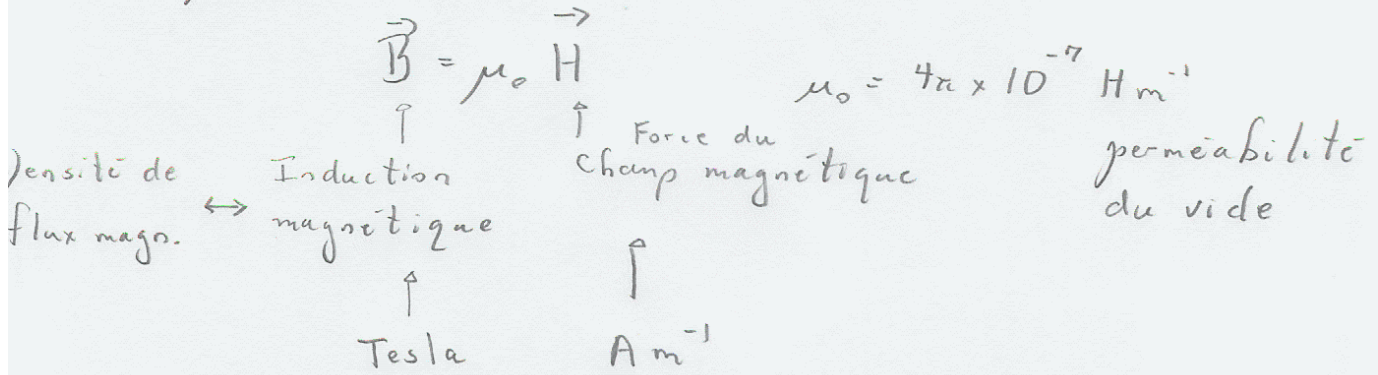 B⃗ = μ₀ H⃗
μ₀ = 4π × 10⁻⁷ H m⁻¹
perméabilité
du vide
Force du
Champ magnétique
Induction
magnétique
Densité de
flux magn.
↔
Tesla
A m⁻¹